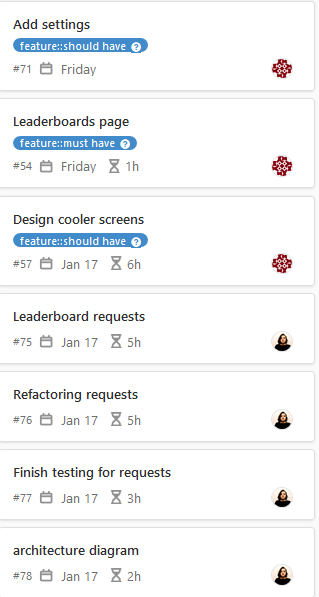 Add settings
feature::should have ?
#71 Friday
Leaderboards page
feature::must have ?
#54 Friday 1h
Design cooler screens
feature::should have ?
#57 Jan 17 6h
Leaderboard requests
#75 Jan 17 5h
Refactoring requests
#76 Jan 17 5h
Finish testing for requests
#77 Jan 17 3h
architecture diagram
#78 Jan 17 2h